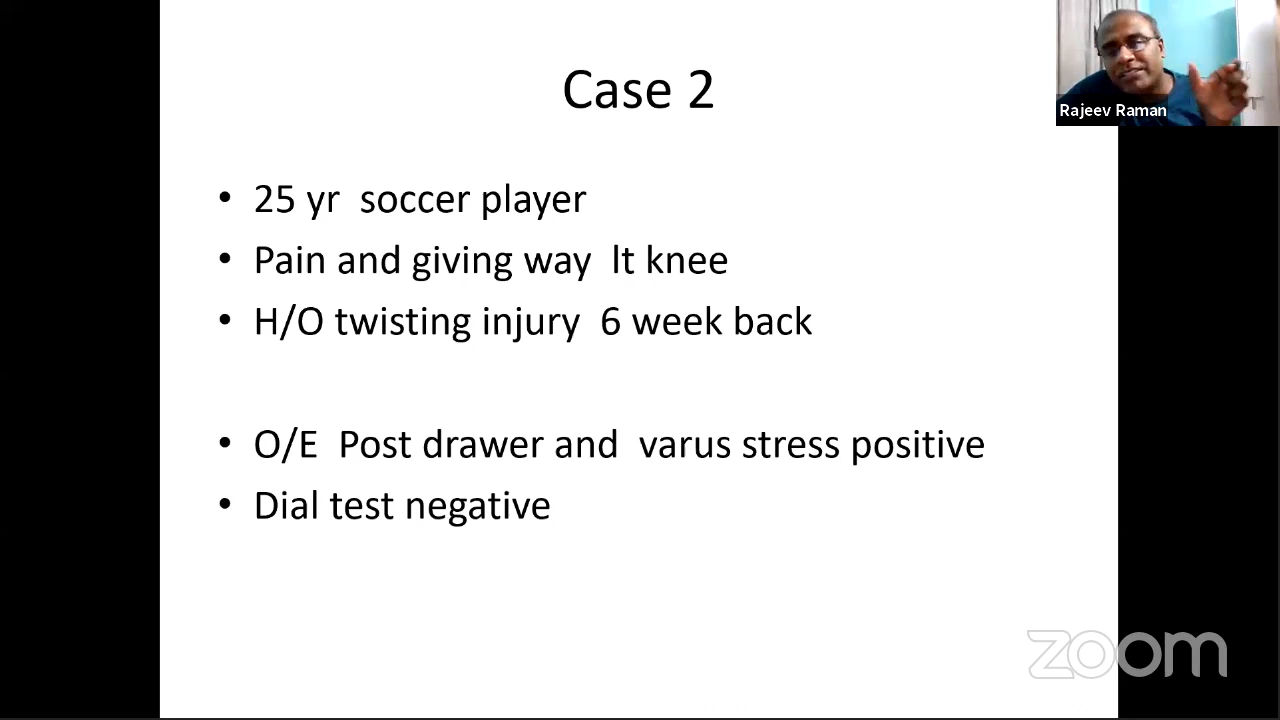 Case 2
Rajeev Raman
• 25 yr  soccer player
• Pain and giving way  lt knee
• H/O twisting injury  6 week back
• O/E  Post drawer and  varus stress positive
• Dial test negative
zoom